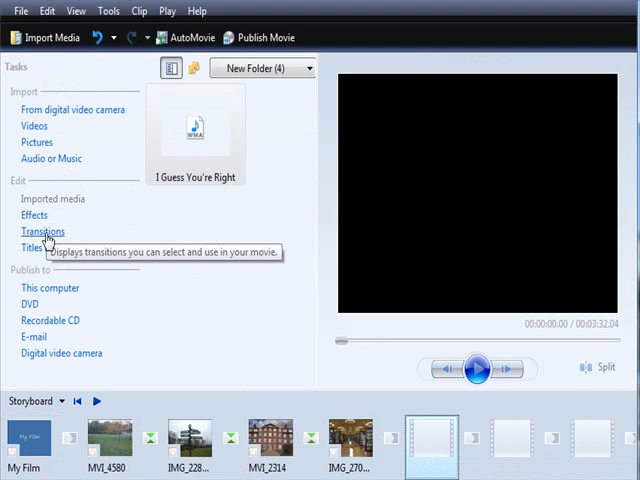 File Edit View Tools Clip Play Help
Import Media AutoMovie Publish Movie
Tasks
New Folder (4)
Import
From digital video camera
Videos
Pictures
Audio or Music
WMA
I Guess You're Right
Edit
Imported media
Effects
Transitions
Titles
Displays transitions you can select and use in your movie.
Publish to
This computer
DVD
Recordable CD
E-mail
Digital video camera
00:00:00.00 / 00:03:32.04
Split
Storyboard
My Film
My Film MVI_4580 IMG_228... MVI_2314 IMG_270...